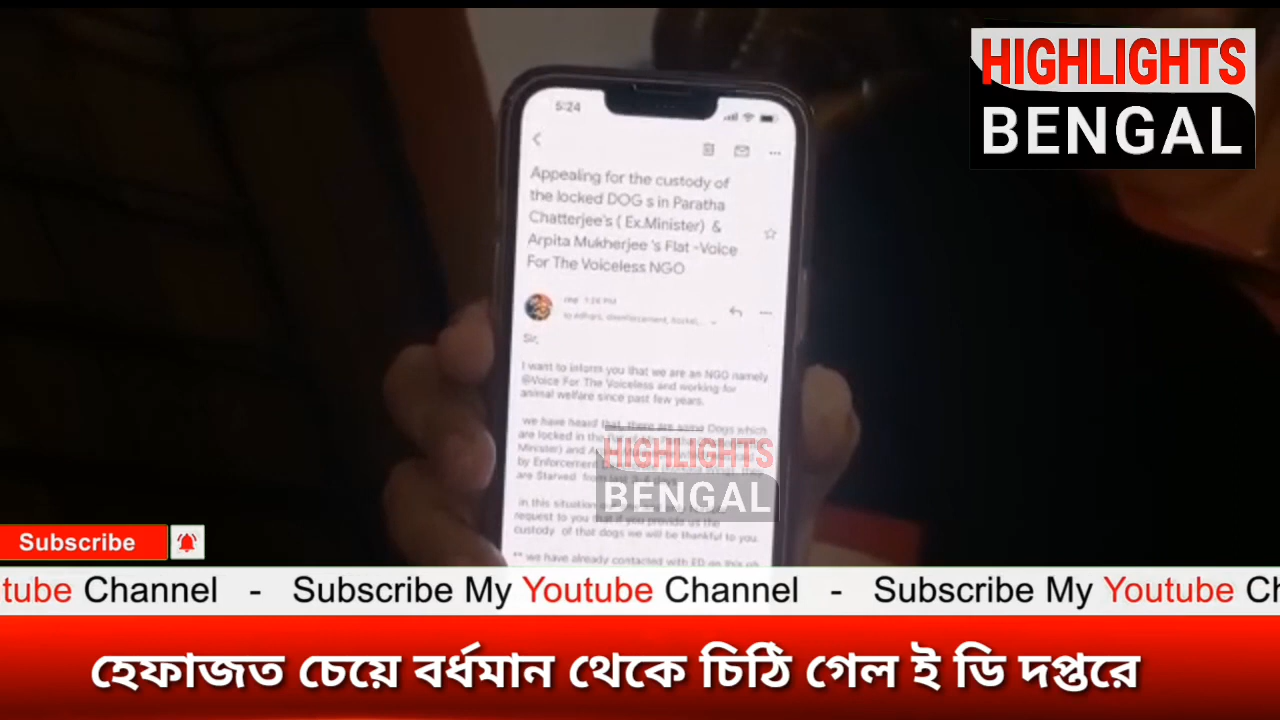 HIGHLIGHTS
BENGAL
5:24
Appealing for the custody of
the locked DOG s in Paratha
Chatterjee's ( Ex.Minister) &
Arpita Mukherjee 's Flat -Voice
For The Voiceless NGO
1:26 PM
Sir,
I want to inform you that we are an NGO namely
@Voice For The Voiceless and working for
animal welfare since past few years.
we have heard that, there are some Dogs which
are locked in the
Minister) and
by Enforcement
are Starved from last
HIGHLIGHTS
BENGAL
in this situation
request to you that if you provide us the
custody of that dogs we will be thankful to you.
** we have already contacted with ED on this
Subscribe
tube Channel - Subscribe My Youtube Channel - Subscribe My Youtube Ch
হেফাজত চেয়ে বর্ধমান থেকে চিঠি গেল ই ডি দপ্তরে